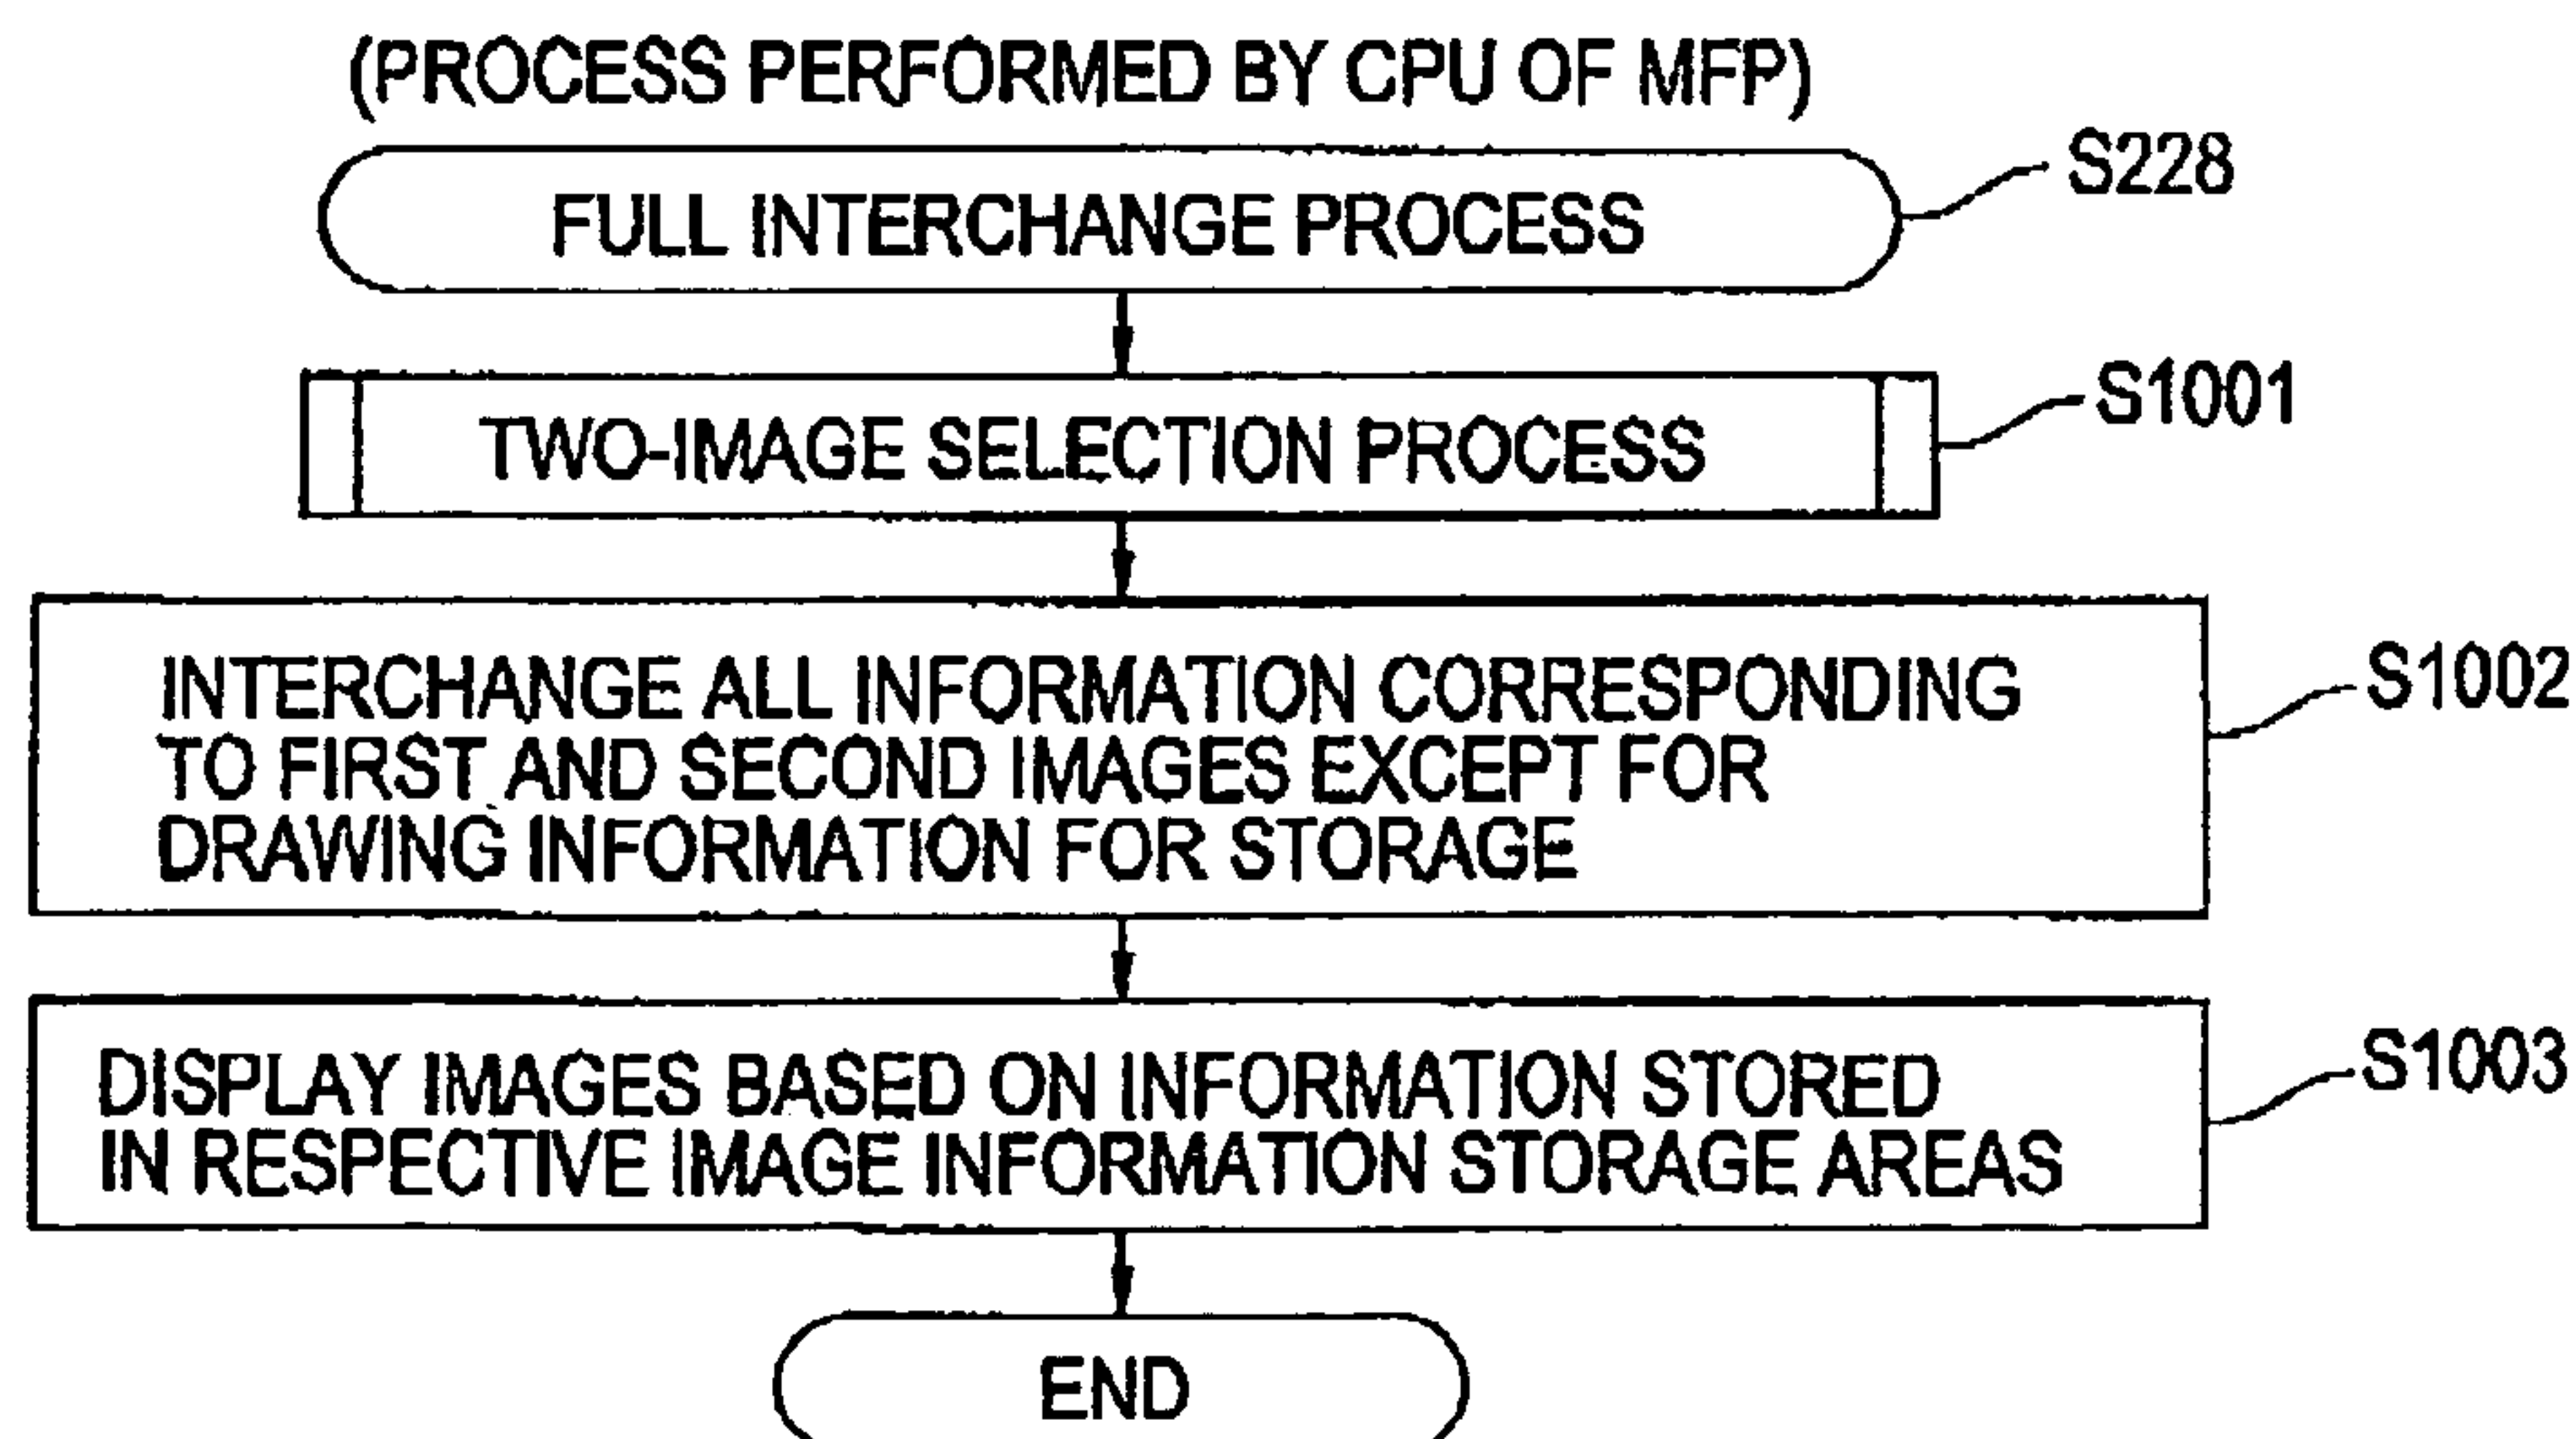 (PROCESS PERFORMED BY CPU OF MFP)
FULL INTERCHANGE PROCESS
S228
TWO-IMAGE SELECTION PROCESS
S1001
INTERCHANGE ALL INFORMATION CORRESPONDING
TO FIRST AND SECOND IMAGES EXCEPT FOR
DRAWING INFORMATION FOR STORAGE
S1002
DISPLAY IMAGES BASED ON INFORMATION STORED
IN RESPECTIVE IMAGE INFORMATION STORAGE AREAS
S1003
END